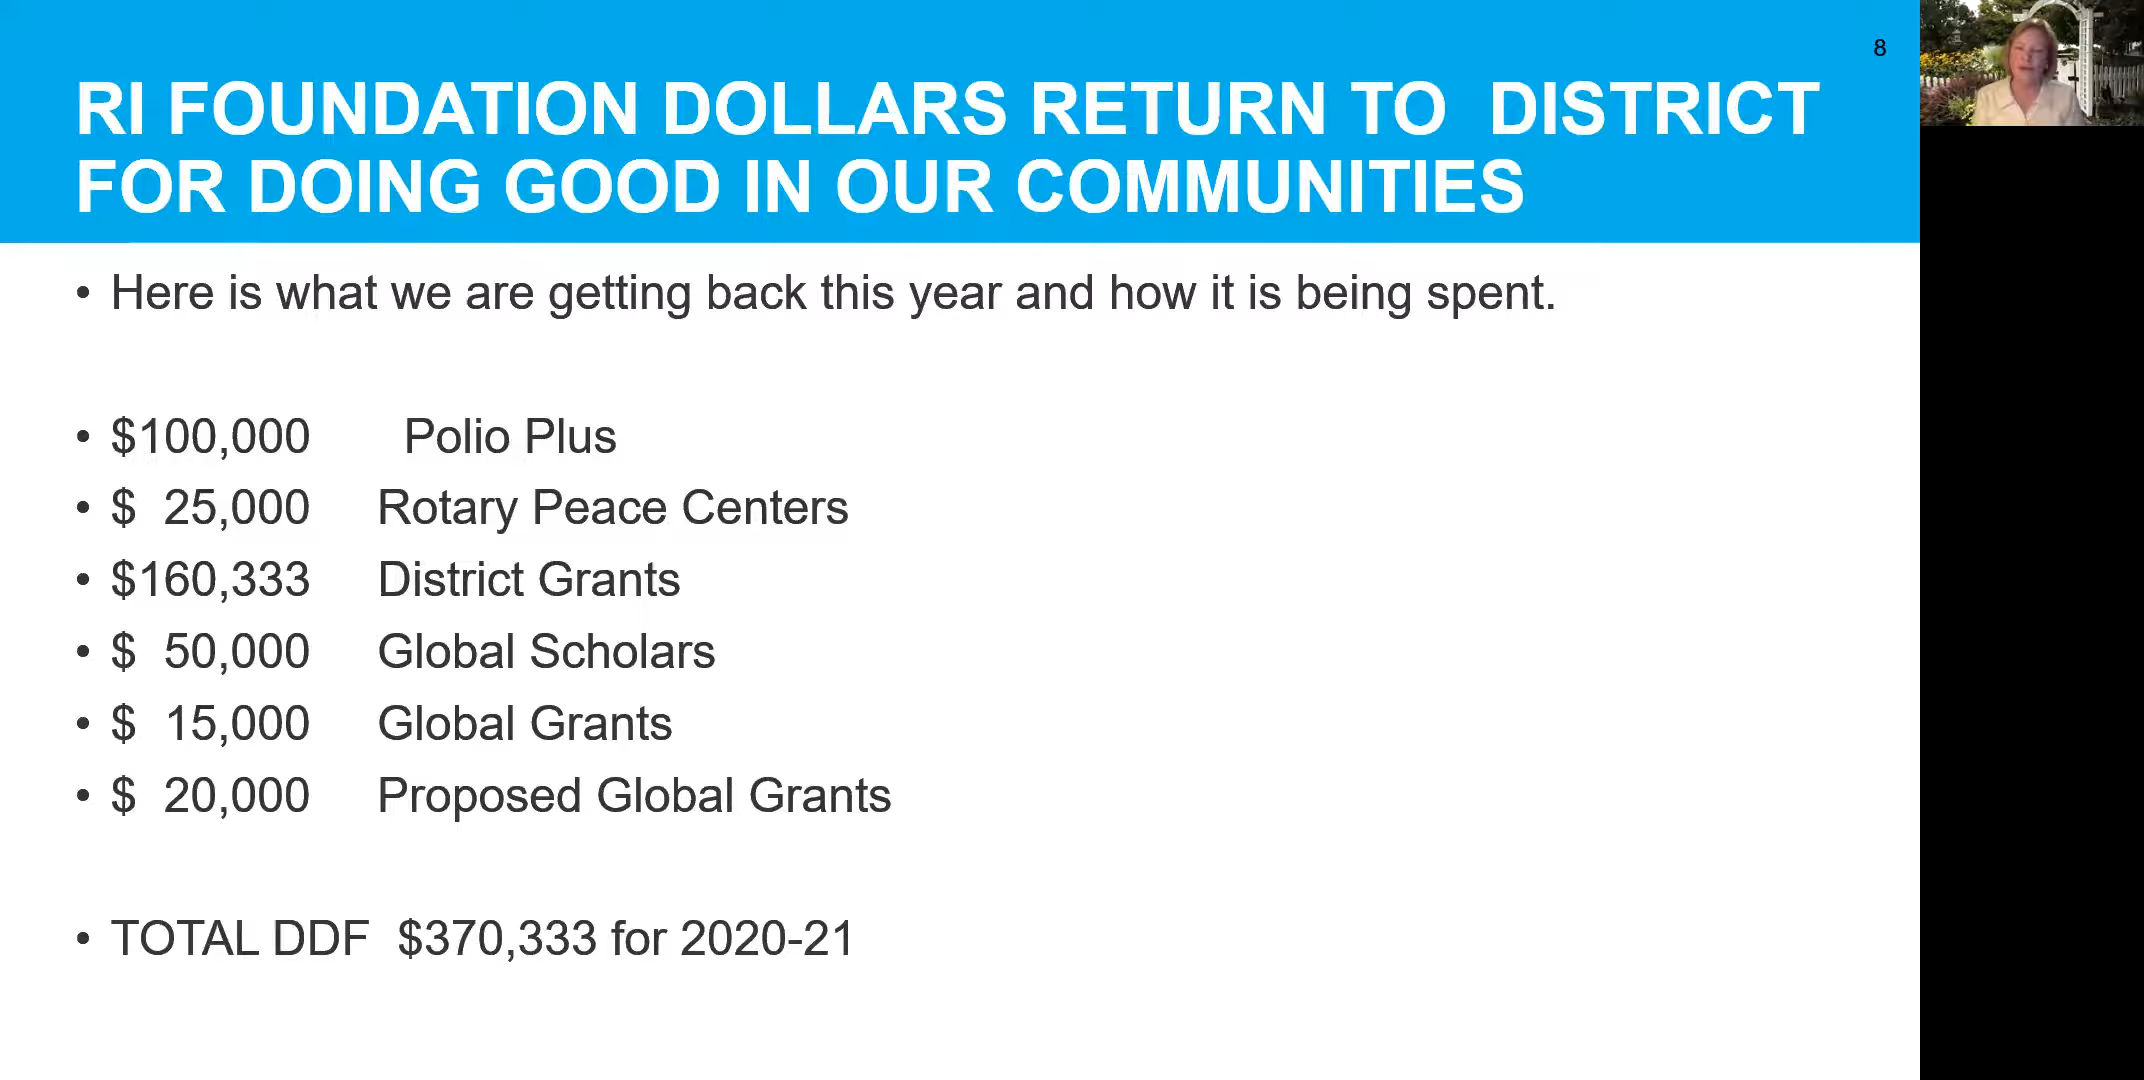 8
RI FOUNDATION DOLLARS RETURN TO  DISTRICT
FOR DOING GOOD IN OUR COMMUNITIES
• Here is what we are getting back this year and how it is being spent.
• $100,000 Polio Plus
• $ 25,000 Rotary Peace Centers
• $160,333 District Grants
• $ 50,000 Global Scholars
• $ 15,000 Global Grants
• $ 20,000 Proposed Global Grants
• TOTAL DDF $370,333 for 2020-21